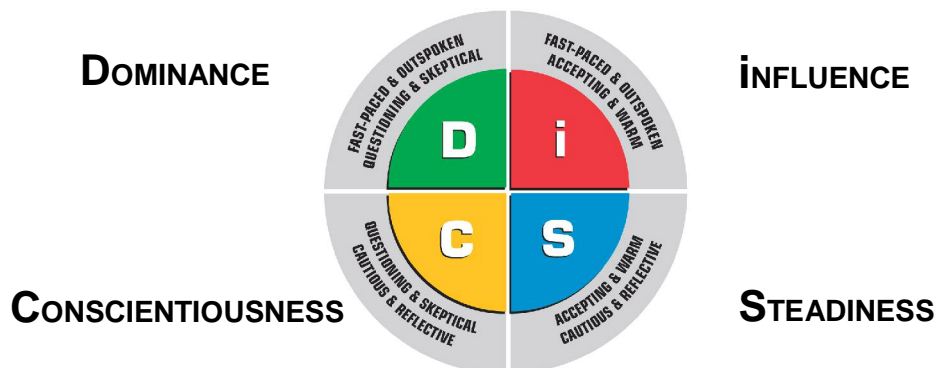 DOMINANCE
FAST-PACED & OUTSPOKEN
QUESTIONING & SKEPTICAL
D
FAST-PACED & OUTSPOKEN
ACCEPTING & WARM
i
iNFLUENCE
CONSCIENTIOUSNESS
QUESTIONING & SKEPTICAL
CAUTIOUS & REFLECTIVE
C
S
ACCEPTING & WARM
CAUTIOUS & REFLECTIVE
STEADINESS